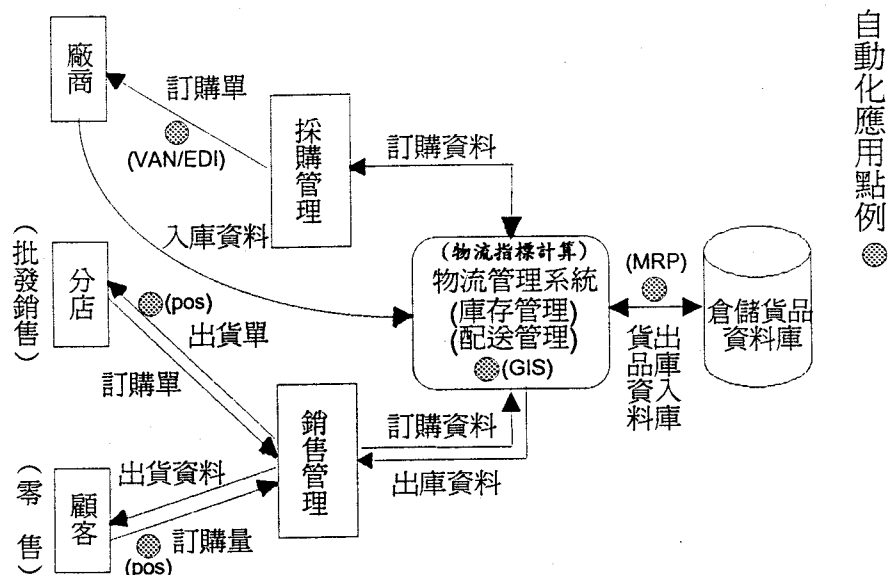 自動化應用點例
廠商
訂購單
(VAN/EDI)
採購管理
訂購資料
入庫資料
(批發銷售)
分店
(pos)
出貨單
訂購單
(物流指標計算)
物流管理系統
(庫存管理)
(配送管理)
(GIS)
(MRP)
出庫入庫
貨品資料
倉儲貨品
資料庫
銷售管理
訂購資料
出庫資料
(零售)
顧客
出貨資料
訂購量
(pos)